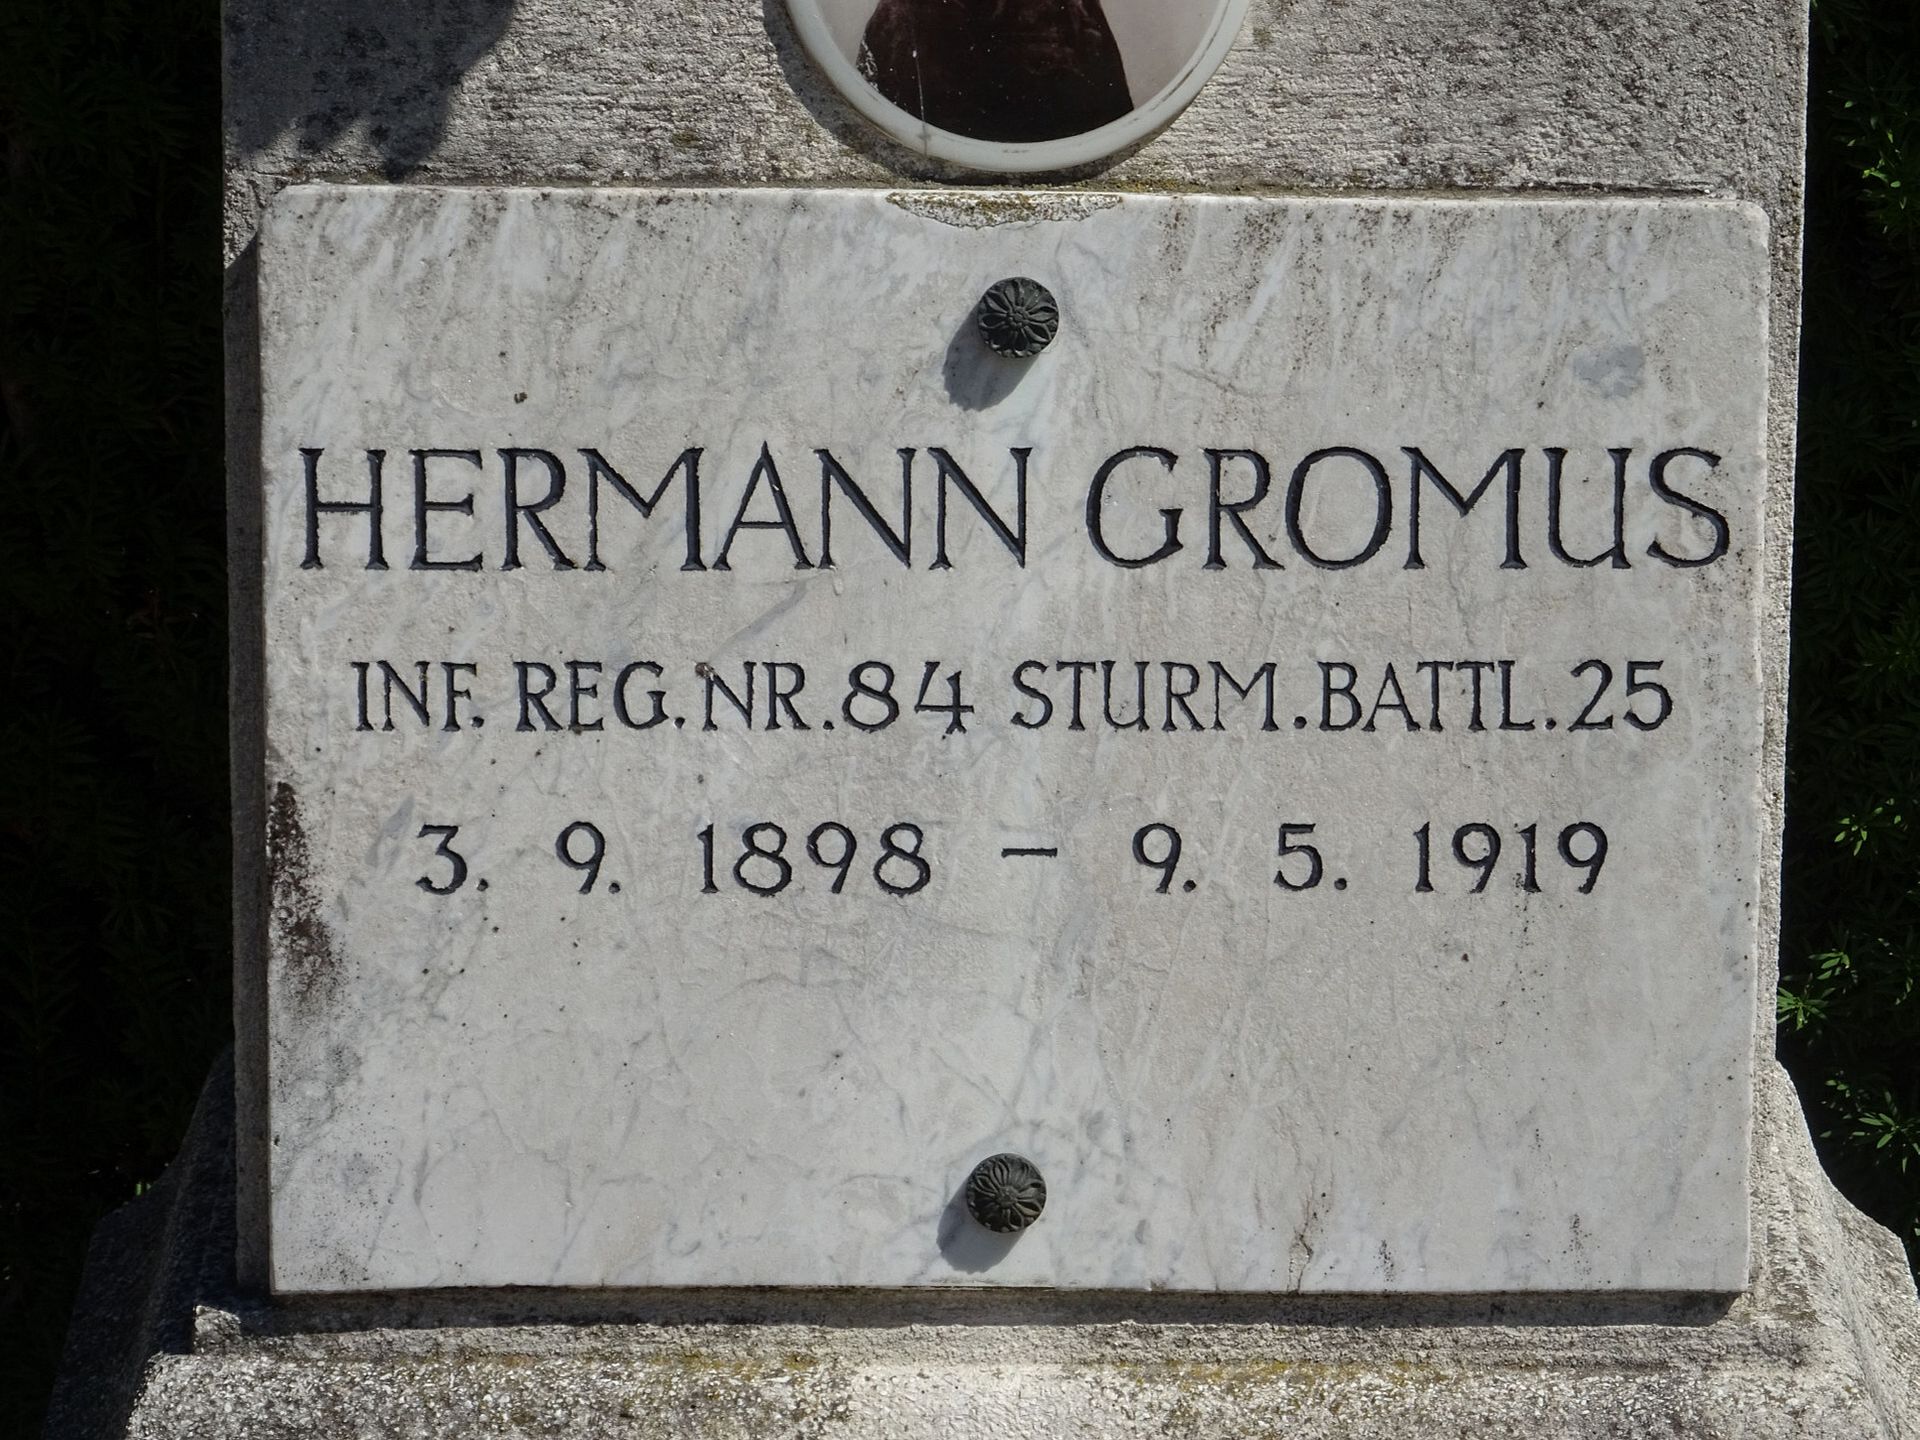 HERMANN GROMUS
INF. REG. NR. 84 STURM. BATTL. 25
3. 9. 1898 – 9. 5. 1919